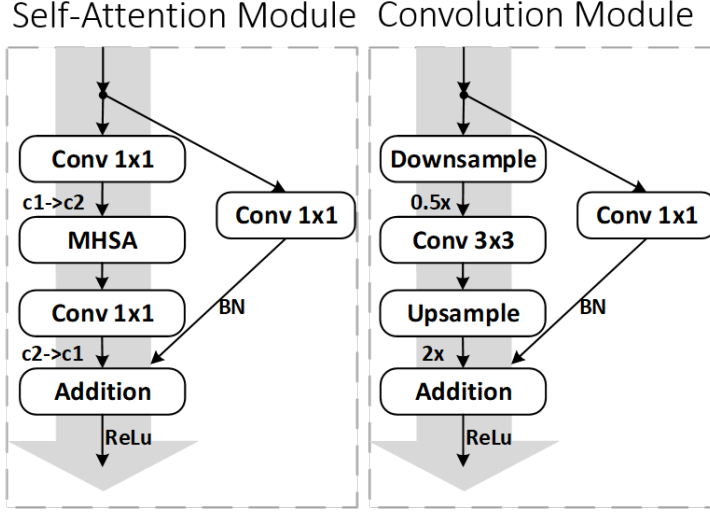 Self-Attention Module
Conv 1x1
c1->c2
Conv 1x1
MHSA
Conv 1x1
BN
c2->c1
Addition
ReLu
Convolution Module
Downsample
0.5x
Conv 1x1
Conv 3x3
Upsample
BN
2x
Addition
ReLu